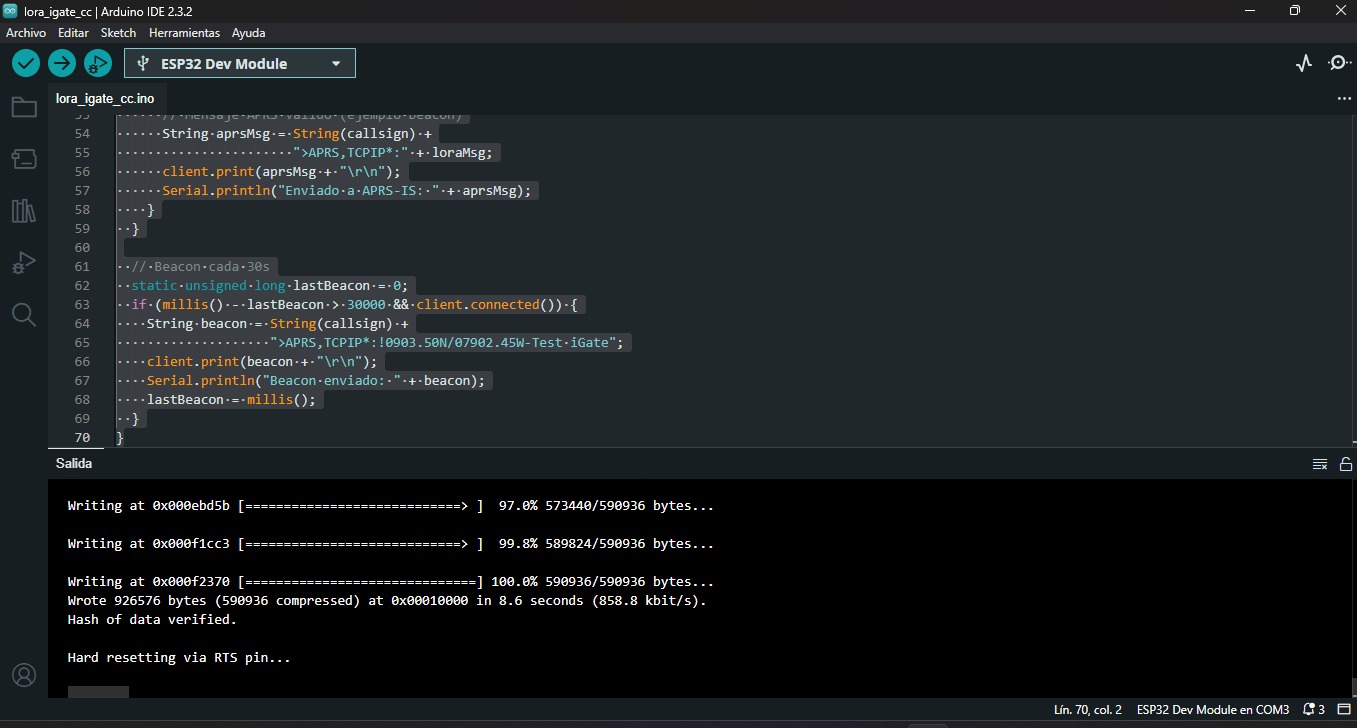 lora_igate_cc | Arduino IDE 2.3.2
Archivo Editar Sketch Herramientas Ayuda
ESP32 Dev Module
lora_igate_cc.ino
54 ······String·aprsMsg·=·String(callsign)·+
55 ························">APRS,TCPIP*:"·+·loraMsg;
56 ······client.print(aprsMsg·+·"\r\n");
57 ······Serial.println("Enviado·a·APRS-IS:·"·+·aprsMsg);
58 ····}
59 ··}
60
61 ··//·Beacon·cada·30s
62 ··static·unsigned·long·lastBeacon·=·0;
63 ··if·(millis()·-·lastBeacon·>·30000·&&·client.connected())·{
64 ····String·beacon·=·String(callsign)·+
65 ·····················">APRS,TCPIP*:!0903.50N/07902.45W-Test·iGate";
66 ····client.print(beacon·+·"\r\n");
67 ····Serial.println("Beacon·enviado:·"·+·beacon);
68 ····lastBeacon·=·millis();
69 ··}
70 }
Salida
Writing at 0x000ebd5b [============================> ] 97.0% 573440/590936 bytes...
Writing at 0x000f1cc3 [============================> ] 99.8% 589824/590936 bytes...
Writing at 0x000f2370 [==============================] 100.0% 590936/590936 bytes...
Wrote 926576 bytes (590936 compressed) at 0x00010000 in 8.6 seconds (858.8 kbit/s).
Hash of data verified.
Hard resetting via RTS pin...
Lín. 70, col. 2 ESP32 Dev Module en COM3 3